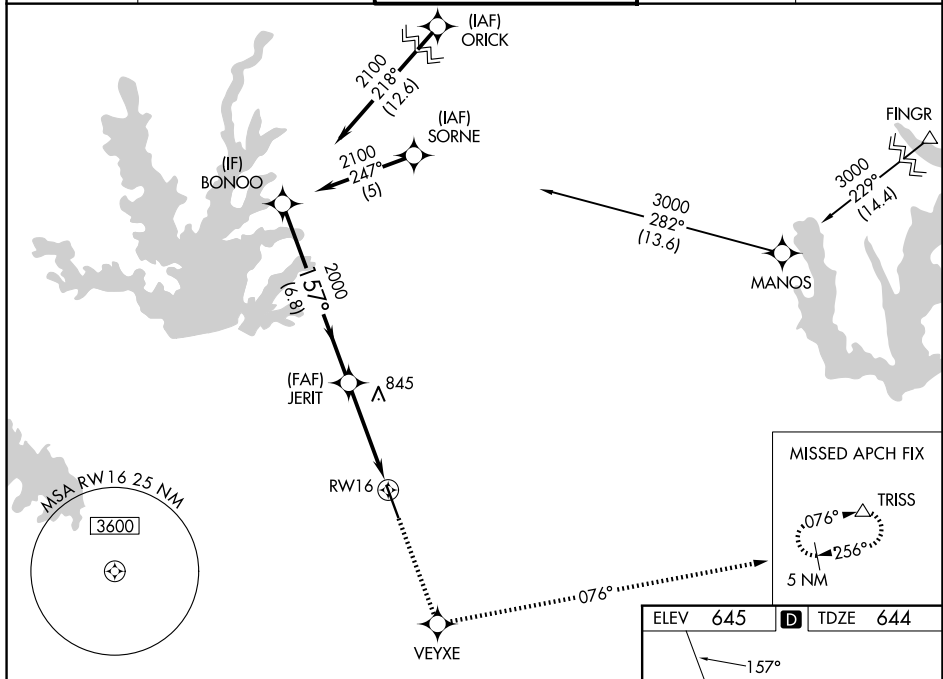 (IAF)
ORICK
2100
218°
(12.6)
(IAF)
SORNE
2100
247°
(5)
FINGR
3000
229°
(14.4)
(IF)
BONOO
3000
282°
(13.6)
MANOS
2000
157°
(6.8)
(FAF)
JERIT
845
RW16
MSA RW16 25 NM
3600
MISSED APCH FIX
TRISS
076°
256°
5 NM
076°
VEYXE
ELEV 645 D TDZE 644
157°